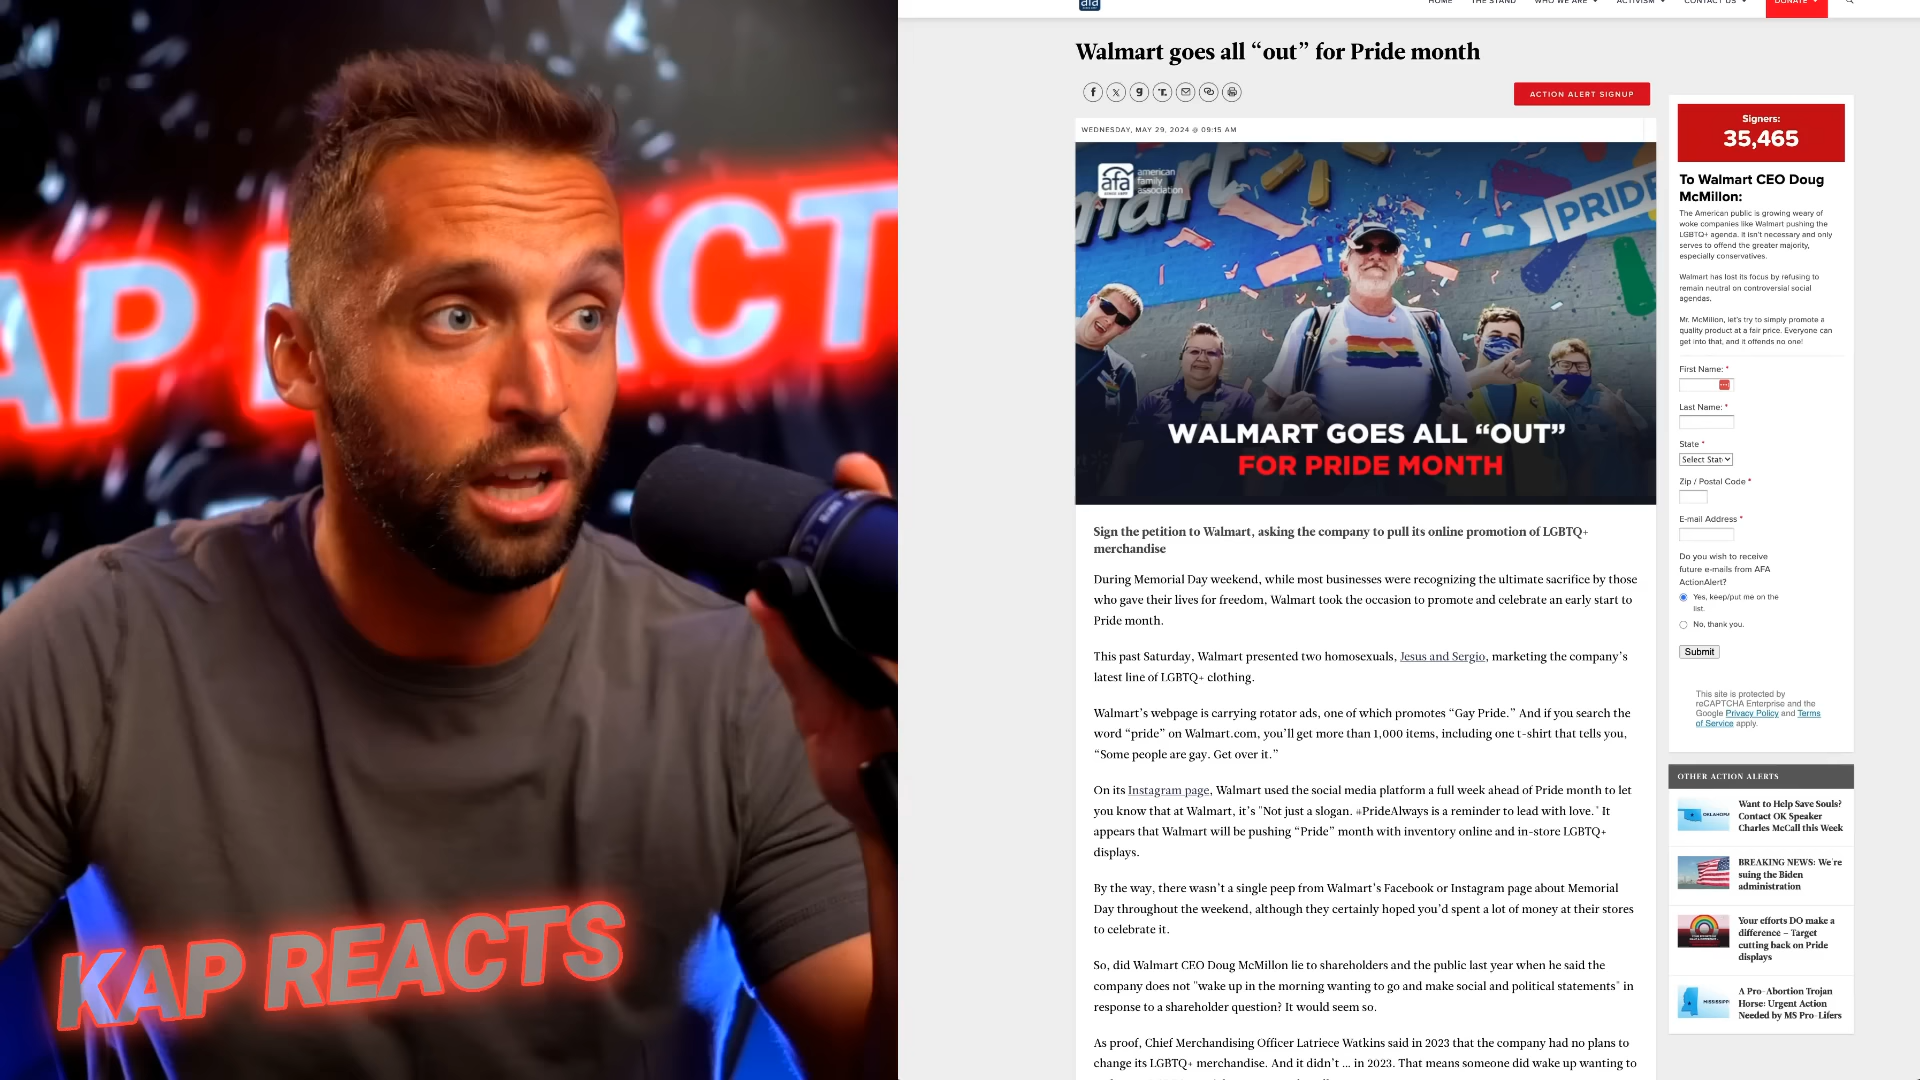 AP REACT
KAP REACTS
afa
HOME THE STAND WHO WE ARE ACTIVISM CONTACT US DONATE
Walmart goes all “out” for Pride month
ACTION ALERT SIGNUP
WEDNESDAY, MAY 29, 2024 @ 09:15 AM
afa
american
family
association
mart
PRIDE
WALMART GOES ALL “OUT”
FOR PRIDE MONTH
Sign the petition to Walmart, asking the company to pull its online promotion of LGBTQ+
merchandise
During Memorial Day weekend, while most businesses were recognizing the ultimate sacrifice by those
who gave their lives for freedom, Walmart took the occasion to promote and celebrate an early start to
Pride month.
This past Saturday, Walmart presented two homosexuals, Jesus and Sergio, marketing the company’s
latest line of LGBTQ+ clothing.
Walmart’s webpage is carrying rotator ads, one of which promotes “Gay Pride.” And if you search the
word “pride” on Walmart.com, you’ll get more than 1,000 items, including one t-shirt that tells you,
“Some people are gay. Get over it.”
On its Instagram page, Walmart used the social media platform a full week ahead of Pride month to let
you know that at Walmart, it’s "Not just a slogan. #PrideAlways is a reminder to lead with love." It
appears that Walmart will be pushing “Pride” month with inventory online and in-store LGBTQ+
displays.
By the way, there wasn’t a single peep from Walmart’s Facebook or Instagram page about Memorial
Day throughout the weekend, although they certainly hoped you’d spent a lot of money at their stores
to celebrate it.
So, did Walmart CEO Doug McMillon lie to shareholders and the public last year when he said the
company does not "wake up in the morning wanting to go and make social and political statements" in
response to a shareholder question? It would seem so.
As proof, Chief Merchandising Officer Latriece Watkins said in 2023 that the company had no plans to
change its LGBTQ+ merchandise. And it didn’t ... in 2023. That means someone did wake up wanting to
Signers:
35,465
To Walmart CEO Doug
McMillon:
The American public is growing weary of
woke companies like Walmart pushing the
LGBTQ+ agenda. It isn't necessary and only
serves to offend the greater majority,
especially conservatives.
Walmart has lost its focus by refusing to
remain neutral on controversial social
agendas.
Mr. McMillon, let's try to simply promote a
quality product at a fair price. Everyone can
get into that, and it offends no one!
First Name: *
Last Name: *
State *
Select Stat
Zip / Postal Code *
E-mail Address *
Do you wish to receive
future e-mails from AFA
ActionAlert?
Yes, keep/put me on the
list.
No, thank you.
Submit
This site is protected by
reCAPTCHA Enterprise and the
Google Privacy Policy and Terms
of Service apply.
OTHER ACTION ALERTS
OKLAHOMA
Want to Help Save Souls?
Contact OK Speaker
Charles McCall this Week
BREAKING NEWS: We're
suing the Biden
administration
Your efforts DO make a
difference – Target
cutting back on Pride
displays
MISSISSIPPI
A Pro-Abortion Trojan
Horse: Urgent Action
Needed by MS Pro-Lifers